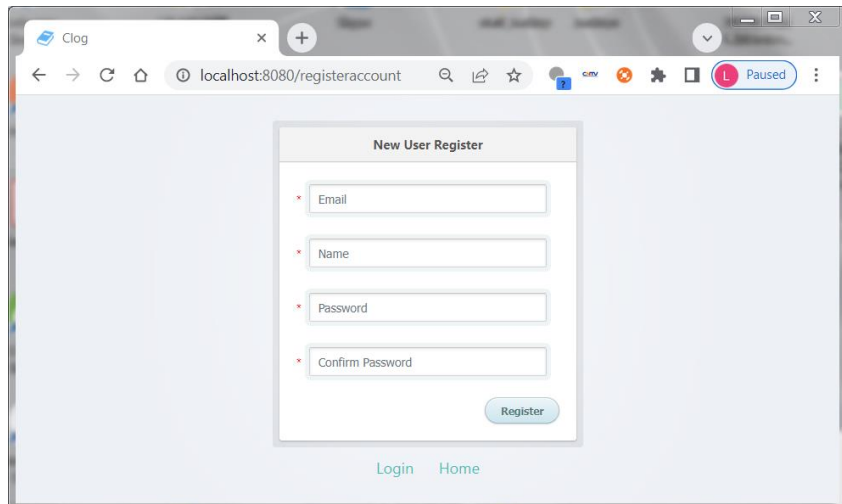 Clog
localhost:8080/registeraccount
?
L Paused
New User Register
* Email
* Name
* Password
* Confirm Password
Register
Login Home